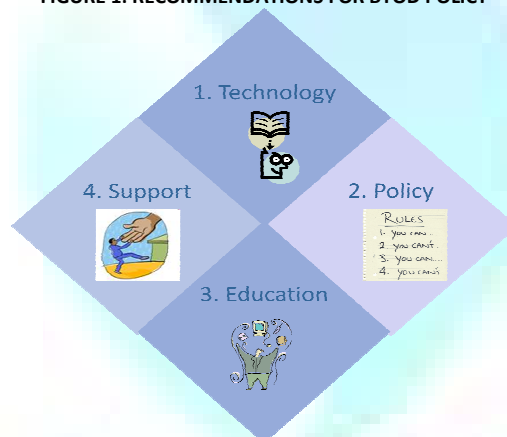 FIGURE 1: RECOMMENDATIONS FOR BYOD POLICY
1. Technology
4. Support
2. Policy
RULES
1. YOU CAN..
2. YOU CAN'T.
3. YOU CAN....
4. YOU CAN'T
3. Education